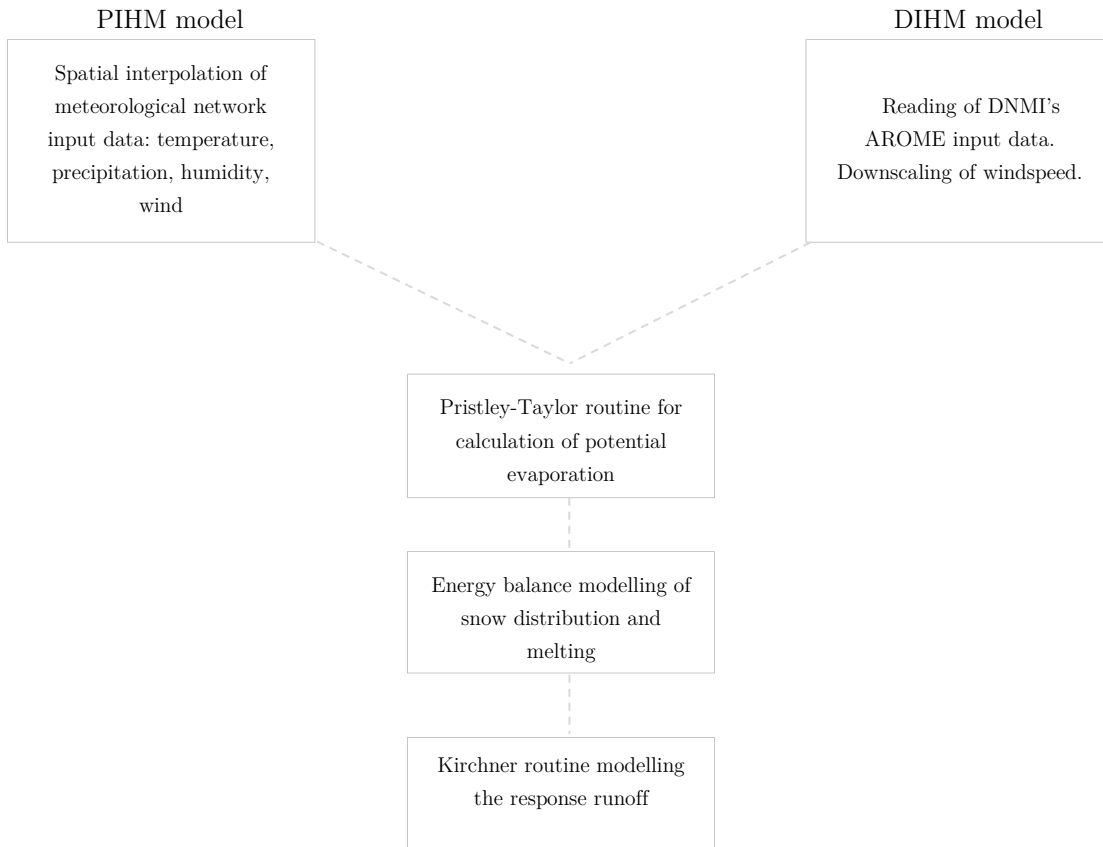 PIHM model
Spatial interpolation of
meteorological network
input data: temperature,
precipitation, humidity,
wind
DIHM model
Reading of DNMI's
AROME input data.
Downscaling of windspeed.
Pristley-Taylor routine for
calculation of potential
evaporation
Energy balance modelling of
snow distribution and
melting
Kirchner routine modelling
the response runoff